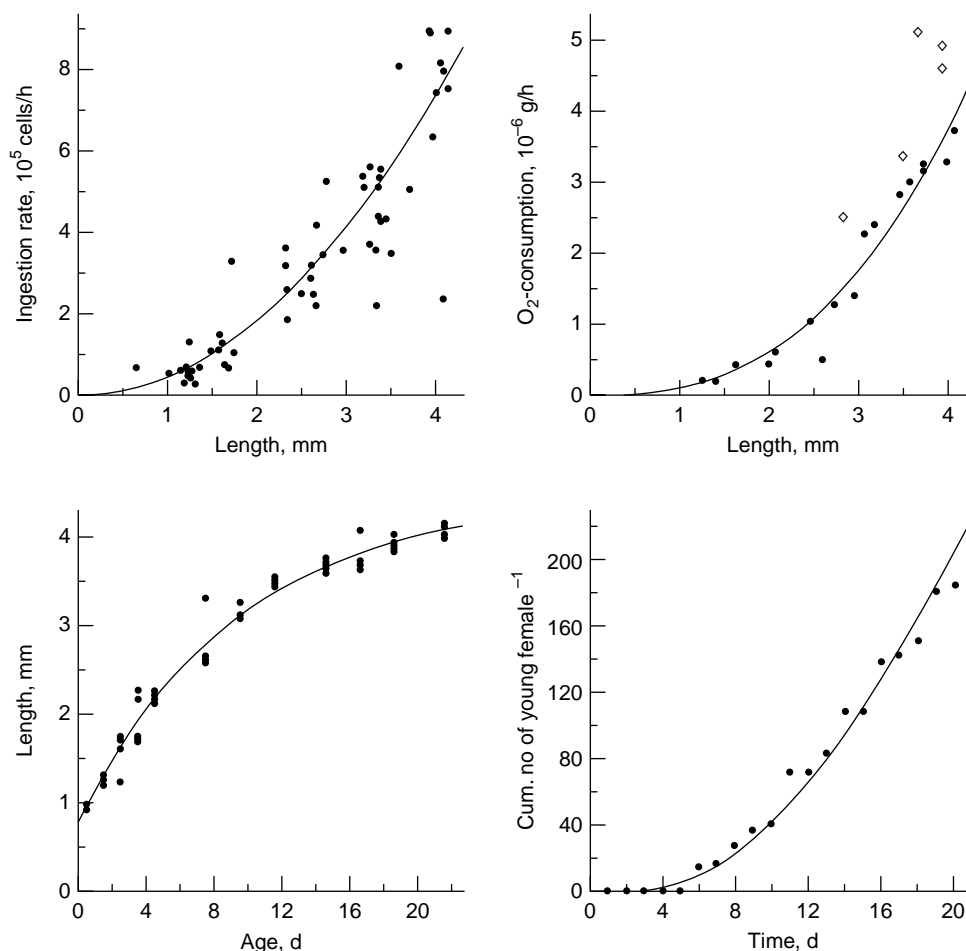 Ingestion rate, 10⁵ cells/h
8
6
4
2
0
0 1 2 3 4
Length, mm
O₂-consumption, 10⁻⁶ g/h
5
4
3
2
1
0
0 1 2 3 4
Length, mm
Length, mm
4
3
2
1
0
0 4 8 12 16 20
Age, d
Cum. no of young female⁻¹
200
160
120
80
40
0
0 4 8 12 16 20
Time, d